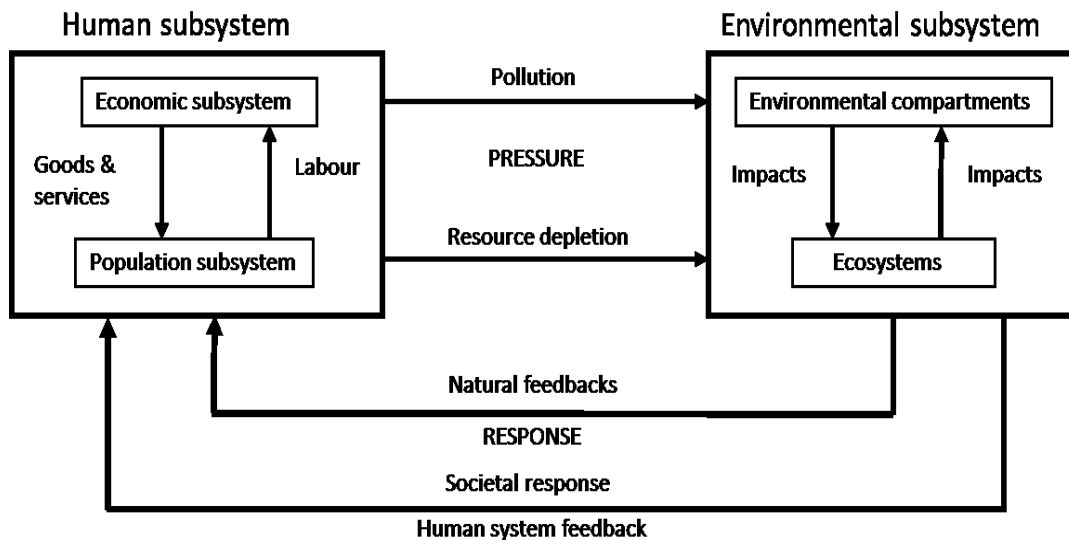 Human subsystem
Environmental subsystem
Economic subsystem
Goods &
services
Labour
Population subsystem
Pollution
PRESSURE
Resource depletion
Environmental compartments
Impacts
Impacts
Ecosystems
Natural feedbacks
RESPONSE
Societal response
Human system feedback